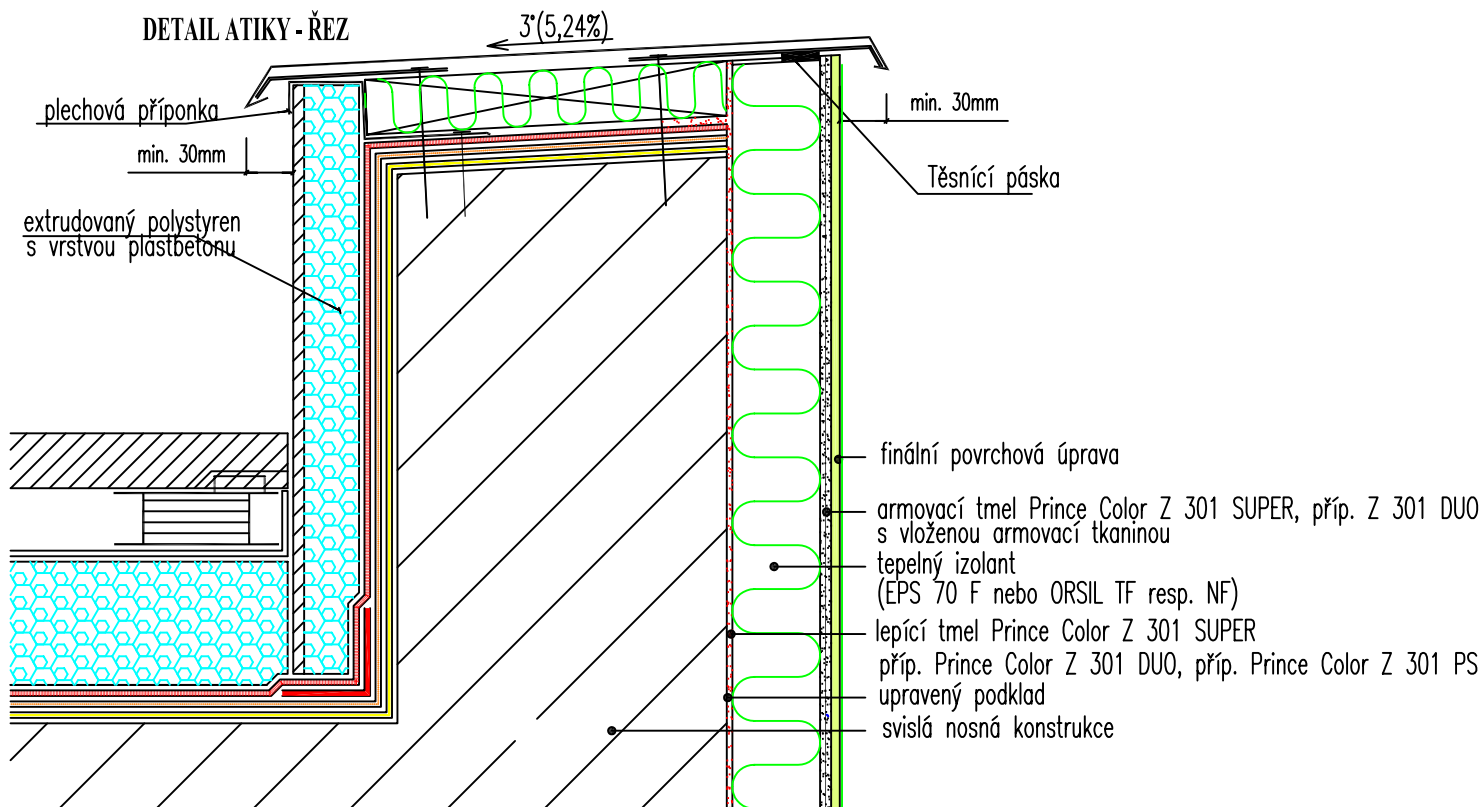 DETAIL ATIKY - ŘEZ
3°(5,24%)
plechová příponka
min. 30mm
min. 30mm
Těsnící páska
extrudovaný polystyren
s vrstvou plastbetonu
finální povrchová úprava
armovací tmel Prince Color Z 301 SUPER, příp. Z 301 DUO
s vloženou armovací tkaninou
tepelný izolant
(EPS 70 F nebo ORSIL TF resp. NF)
lepící tmel Prince Color Z 301 SUPER
příp. Prince Color Z 301 DUO, příp. Prince Color Z 301 PS
upravený podklad
svislá nosná konstrukce